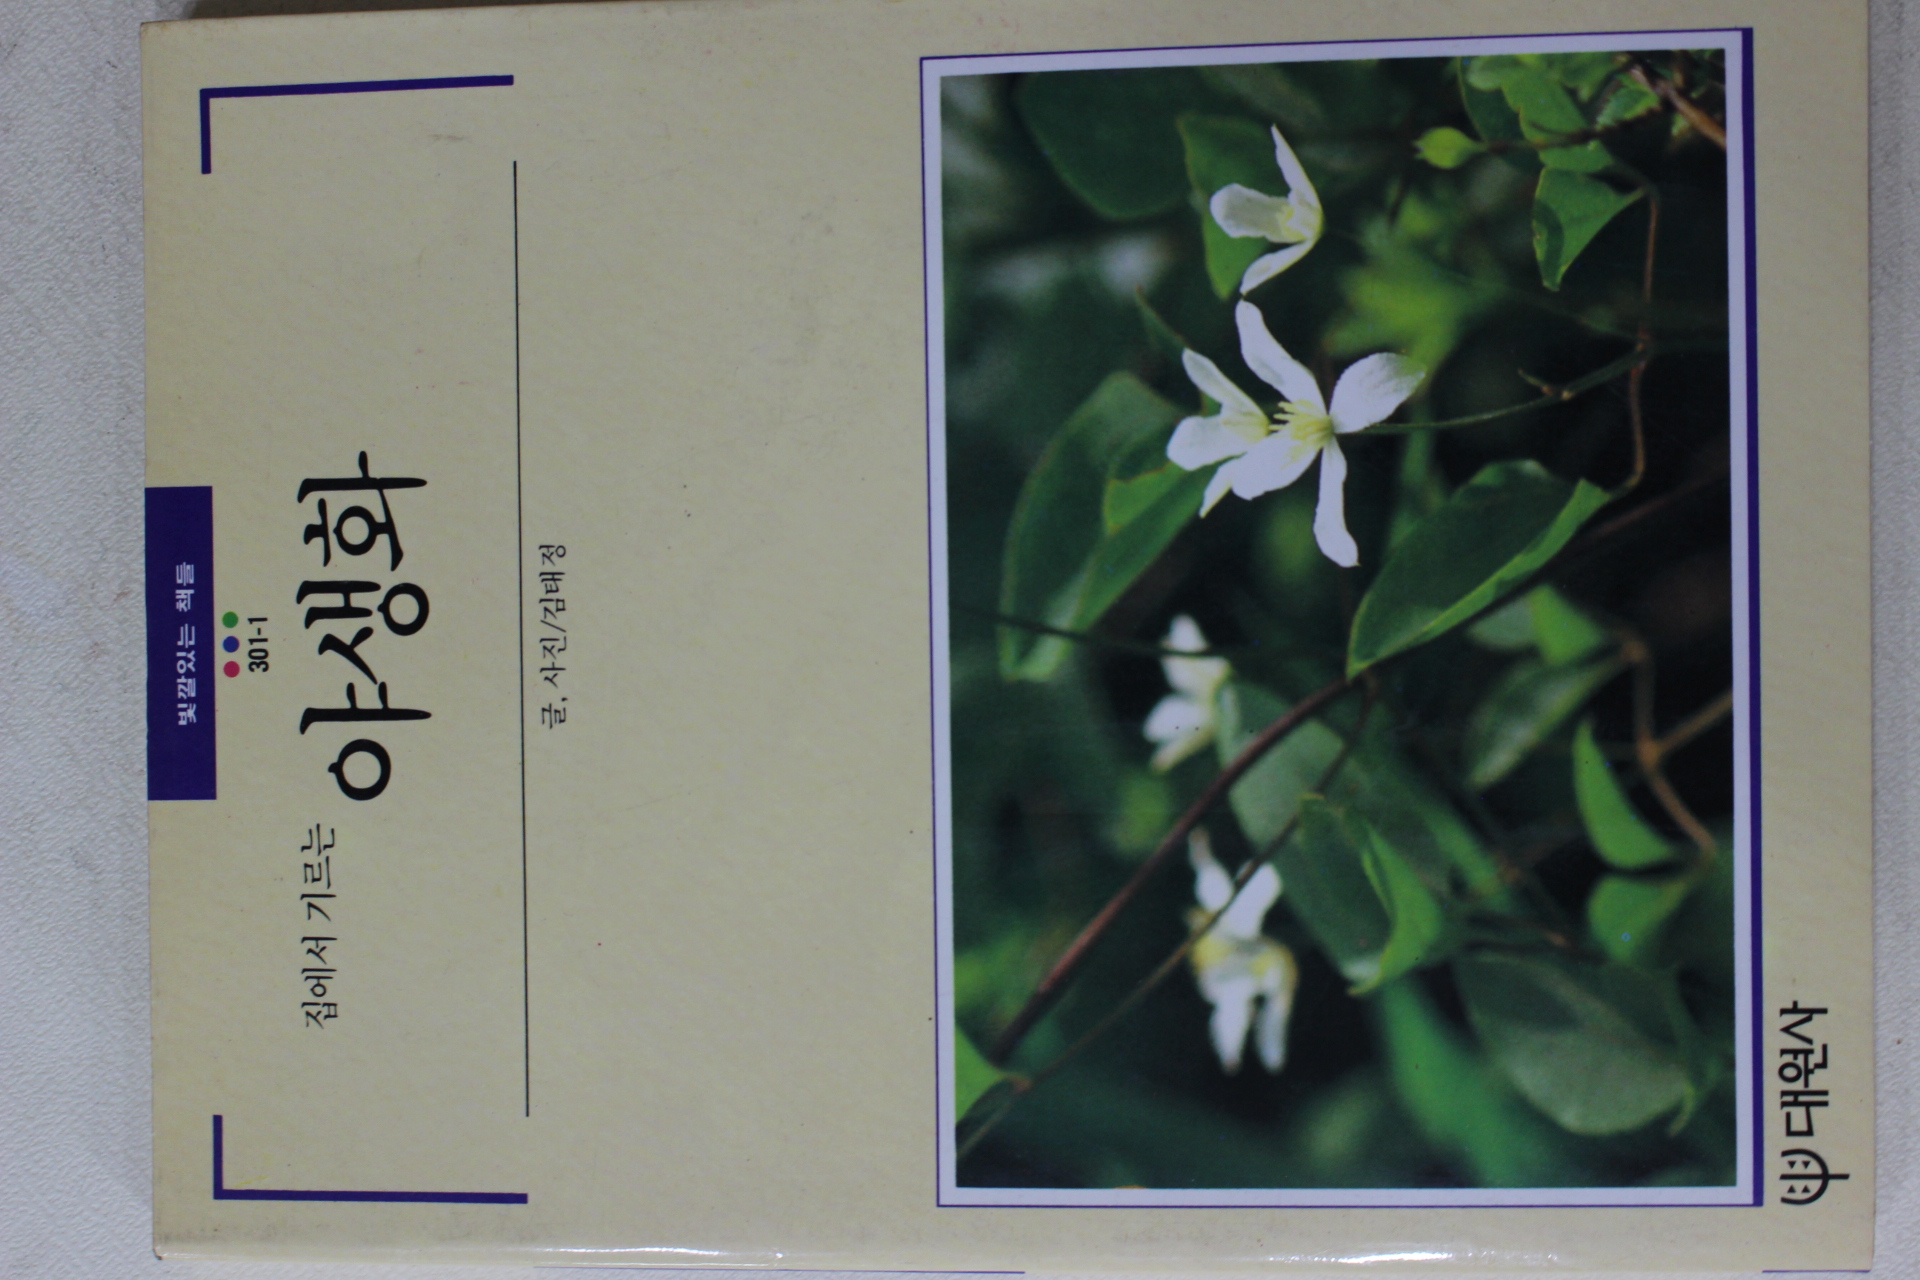 빛깔있는 책들
301-1
집에서 기르는 야생화
글, 사진/김태정
대원사